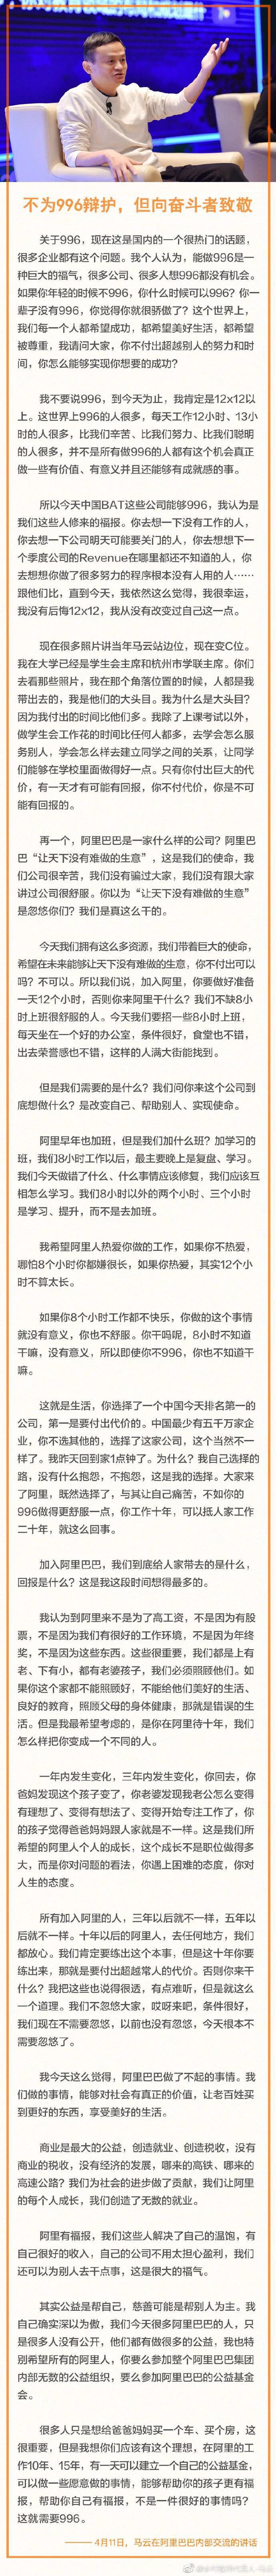 不为996辩护，但向奋斗者致敬
关于996，现在这是国内的一个很热门的话题，
很多企业都有这个问题。我个人认为，能做996是一
种巨大的福气，很多公司、很多人想996都没有机会。
如果你年轻的时候不996，你什么时候可以996？你一
辈子没有996，你觉得你就很骄傲了？这个世界上，
我们每一个人都希望成功，都希望美好生活，都希望
被尊重，我请问大家，你不付出超越别人的努力和时
间，你怎么能够实现你想要的成功？
我不要说996，到今天为止，我肯定是12x12以
上。这世界上996的人很多，每天工作12小时、13小
时的人很多，比我们辛苦、比我们努力、比我们聪明
的人很多，并不是所有做996的人都有这个机会真正
做一些有价值、有意义并且还能够有成就感的事。
所以今天中国BAT这些公司能够996，我认为是
我们这些人修来的福报。你去想一下没有工作的人，
你去想一下公司明天可能要关门的人，你去想想下一
个季度公司的Revenue在哪里都还不知道的人，你
去想想你做了很多努力的程序根本没有人用的人……
跟他们比，直到今天，我依然这么觉得，我很幸运，
我没有后悔12x12，我从没有改变过自己这一点。
现在很多照片讲当年马云站边位，现在变C位。
我在大学已经是学生会主席和杭州市学联主席。你们
去看那些照片，我在那个角落位置的时候，人都是我
带出去的，我是他们的大头目。我为什么是大头目？
因为我付出的时间比他们多。我除了上课考试以外，
做学生会工作花的时间比任何人都多，去学会怎么服
务别人，学会怎么样去建立同学之间的关系，让同学
们能够在学校里面做得好一点。只有你付出巨大的代
价，有一天才有可能有回报，你不付代价，你是不可
能有回报的。
再一个，阿里巴巴是一家什么样的公司？阿里巴
巴“让天下没有难做的生意”，这是我们的使命，我
们公司很辛苦，我们没有骗过大家，我们没有跟大家
讲过公司很舒服。你以为“让天下没有难做的生意”
是忽悠你们？我们是真这么干的。
今天我们拥有这么多资源，我们带着巨大的使命，
希望在未来能够让天下没有难做的生意，你不付出可以
吗？不可以。所以我们说，加入阿里，你要做好准备
一天12个小时，否则你来阿里干什么？我们不缺8小
时上班很舒服的人。今天我们要招一些8小时上班，
每天坐在一个好的办公室，条件很好，食堂也不错，
出去荣誉感也不错，这样的人满大街能找到。
但是我们需要的是什么？我们问你来这个公司到
底想做什么？是改变自己、帮助别人、实现使命。
阿里早年也加班，但是我们加什么班？加学习的
班，我们8小时工作以后，最主要晚上是复盘、学习。
我们今天做错了什么、什么事情应该修复，我们应该互
相怎么学习。我们8小时以外的两个小时、三个小时
是学习、提升，而不是去加班。
我希望阿里人热爱你做的工作，如果你不热爱，
哪怕8个小时你都嫌很长，如果你热爱，其实12个小
时不算太长。
如果你8个小时工作都不快乐，你做的这个事情
就没有意义，你也不舒服。你干吗呢，8小时不知道
干嘛，没有意义，所以即使你不996，你也不知道干
嘛。
这就是生活，你选择了一个中国今天排名第一的
公司，第一是要付出代价的。中国最少有五千万家企
业，你不选其他的，选择了这家公司，这个当然不一
样了。我昨天回到家1点钟了。为什么？我自己选择的
路，没有什么抱怨，不抱怨，这是我的选择。大家来
了阿里，既然选择了，与其让自己痛苦，不如你的
996做得更舒服一点，你工作十年，可以抵人家工作
二十年，就这么回事。
加入阿里巴巴，我们到底给人家带去的是什么，
回报是什么？这是我这段时间想得最多的。
我认为到阿里来不是为了高工资，不是因为有股
票，不是因为我们有很好的工作环境，不是因为年终
奖，不是因为这些东西。这些很重要，我们都是上有
老、下有小，都有老婆孩子，我们必须照顾他们。如
果你这个家都不能照顾好，不能给他们美好的生活、
良好的教育，照顾父母的身体健康，那就是错误的生
活。但是我最希望考虑的，是你在阿里待十年，我们
怎么样把你变成一个不同的人。
一年内发生变化，三年内发生变化，你回去，你
爸妈发现这个孩子变了，你老婆发现我老公怎么变得
有理想了、变得有想法了、变得开始专注工作了，你
的孩子觉得爸爸妈妈跟人家就是不一样。这是我们所
希望的阿里人个人的成长，这个成长不是职位做得多
大，而是你对问题的看法，你遇上困难的态度，你对
人生的态度。
所有加入阿里的人，三年以后就不一样，五年以
后就不一样。十年以后的阿里人，去任何地方，我们
都放心。我们肯定要练出这个本事，但是这十年你要
练出来，那就是要付出超越常人的代价。否则你来干
什么？我把这些也说得很透，有点难听，但是就这么
一个道理。我们不忽悠大家，哎呀来吧，条件很好，
我们现在不需要忽悠，以前也没有忽悠，今天根本不
需要忽悠了。
我今天这么觉得，阿里巴巴做了不起的事情。我
们做的事情，能够对社会有真正的价值，让老百姓买
到更好的东西，享受美好的生活。
商业是最大的公益，创造就业、创造税收，没有
商业的税收，没有经济的发展，哪来的高铁、哪来的
高速公路？我们为社会的进步做了贡献，我们让阿里
的每个人成长，我们创造了无数的就业。
阿里有福报，我们这些人解决了自己的温饱，有
自己很好的收入，自己的公司不用太担心盈利，我们
还可以为别人去干点事，这是很大的福气。
其实公益是帮自己，慈善可能是帮别人为主。我
自己确实深以为傲，我们今天很多阿里巴巴的人，只
是很多人没有公开，他们都有做很多的公益，我也特
别希望所有的阿里人，你要么参加整个阿里巴巴集团
内部无数的公益组织，要么参加阿里巴巴的公益基金
会。
很多人只是想给爸爸妈妈买一个车、买个房，这
很重要，但是我想你们应该有这个理想，在阿里的工
作10年、15年，有一天可以建立一个自己的公益基金，
可以做一些愿意做的事情，能够帮助你的孩子更有福
报，帮助你自己有福报，不是一件很好的事情吗？
这就需要996。
——— 4月11日，马云在阿里巴巴内部交流的讲话